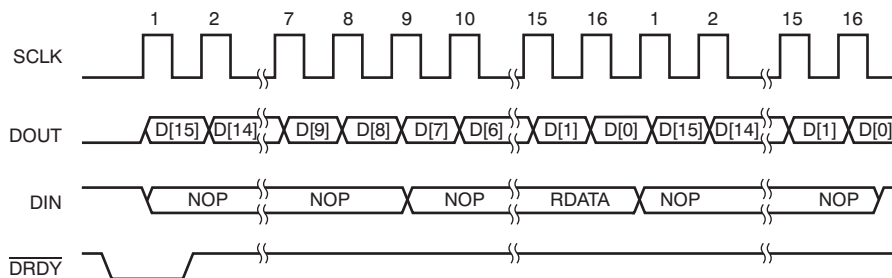 1 2 7 8 9 10 15 16 1 2 15 16
SCLK
DOUT D[15] D[14] D[9] D[8] D[7] D[6] D[1] D[0] D[15] D[14] D[1] D[0]
DIN NOP NOP NOP RDATA NOP NOP
DRDY